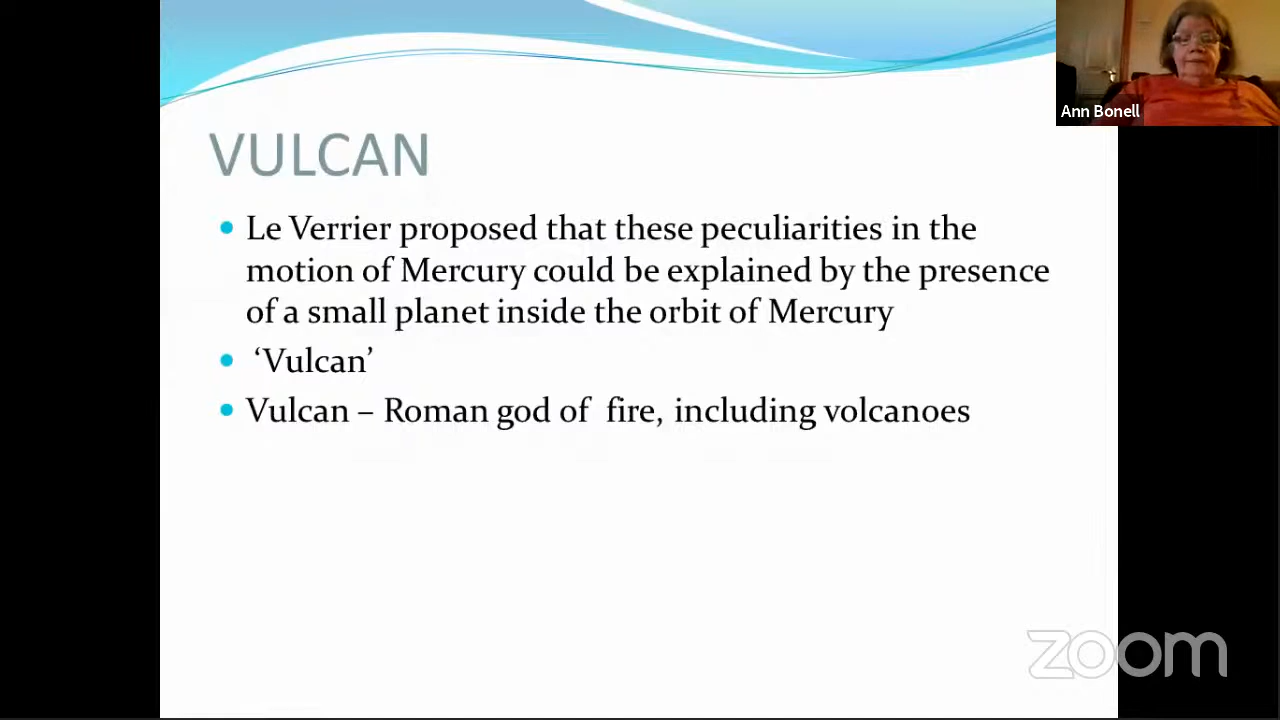 Ann Bonell
VULCAN
Le Verrier proposed that these peculiarities in the
motion of Mercury could be explained by the presence
of a small planet inside the orbit of Mercury
‘Vulcan’
Vulcan – Roman god of fire, including volcanoes
zoom